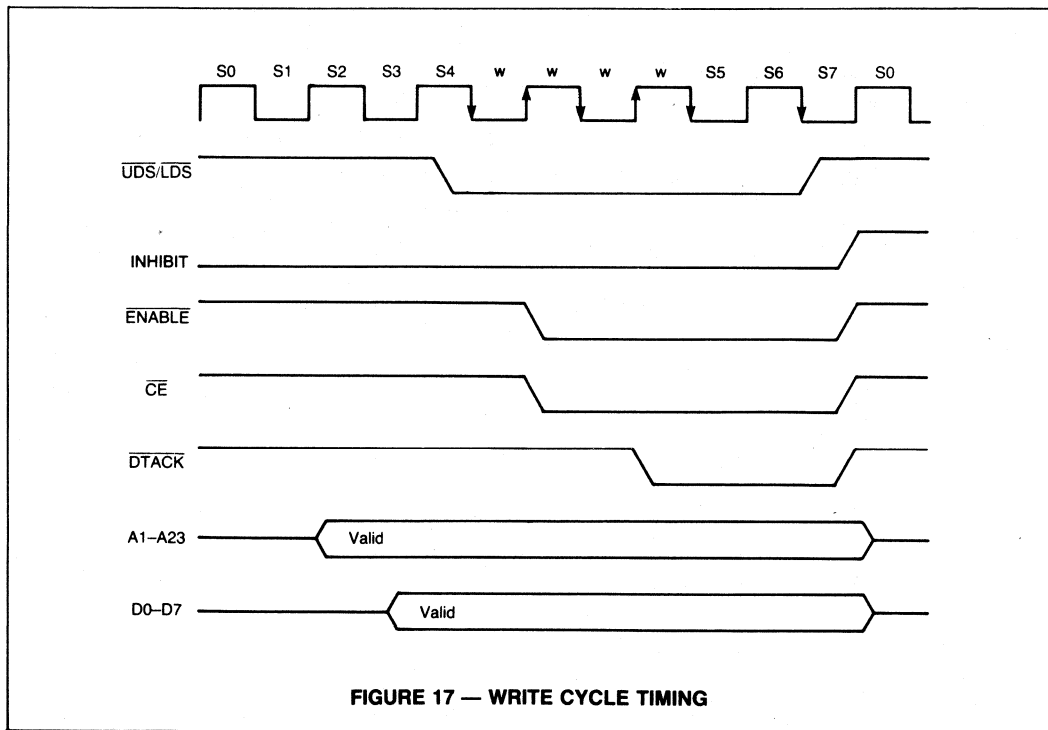 S0 S1 S2 S3 S4 w w w w S5 S6 S7 S0
UDS/LDS
INHIBIT
ENABLE
CE
DTACK
A1–A23 Valid
D0–D7 Valid
FIGURE 17 — WRITE CYCLE TIMING